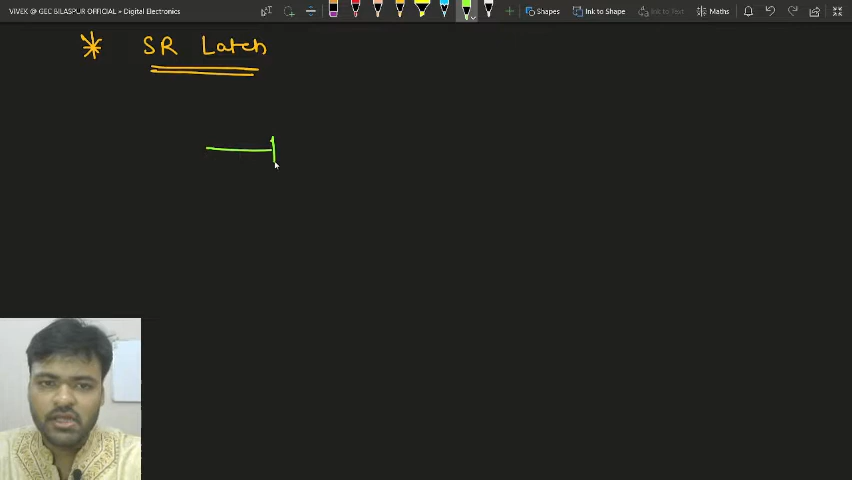 VIVEK @ GEC BILASPUR OFFICIAL » Digital Electronics
Shapes
Ink to Shape
Ink to Text
Maths
* SR Latch